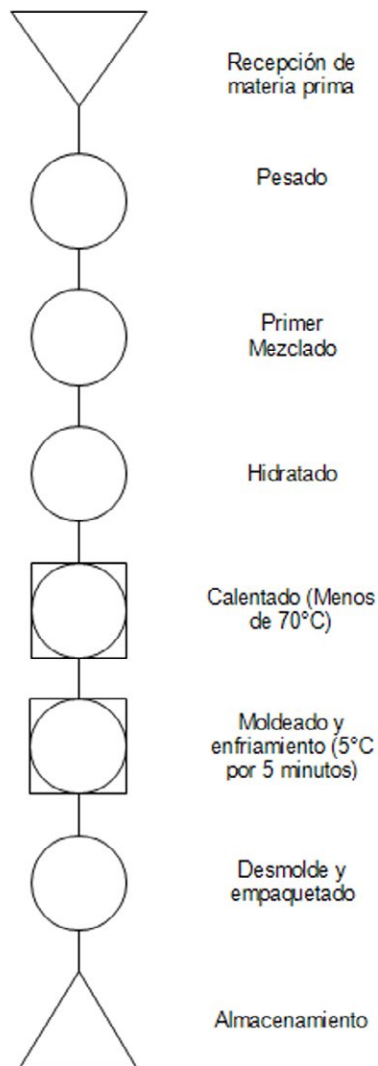 Recepción de
materia prima
Pesado
Primer
Mezclado
Hidratado
Calentado (Menos
de 70°C)
Moldeado y
enfriamiento (5°C
por 5 minutos)
Desmolde y
empaquetado
Almacenamiento